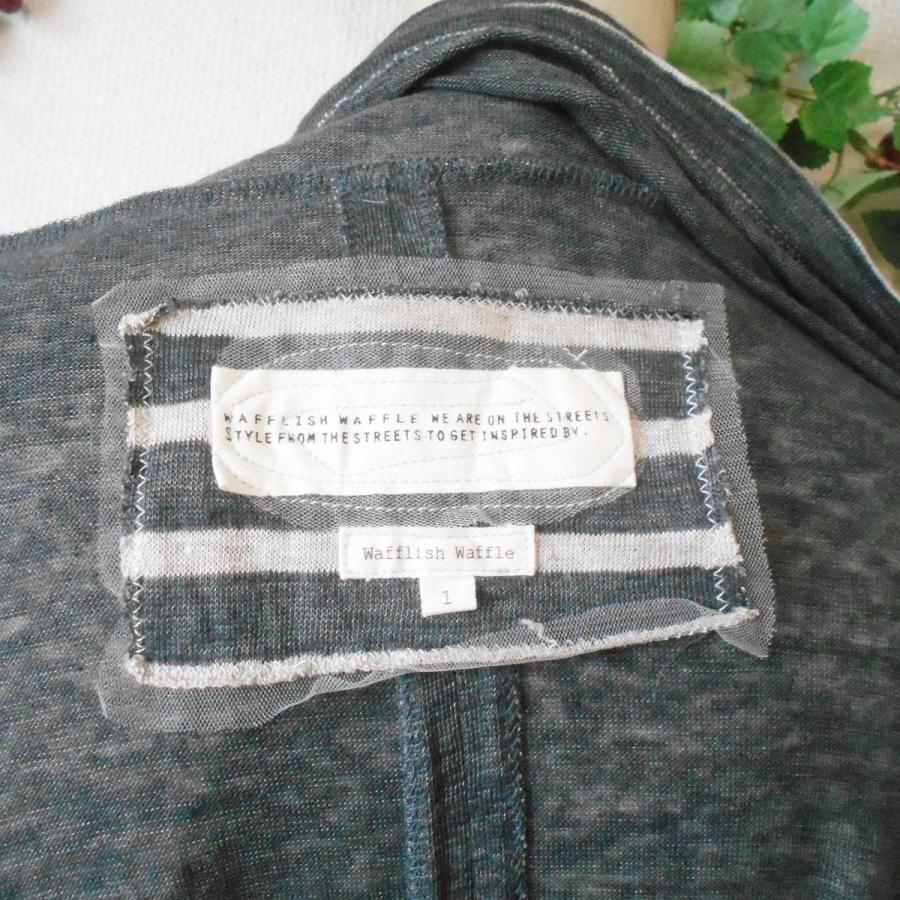 WAFFLISH WAFFLE WE ARE ON THE STREETS.
STYLE FROM THE STREETS TO GET INSPIRED BY.
Wafflish Waffle
1